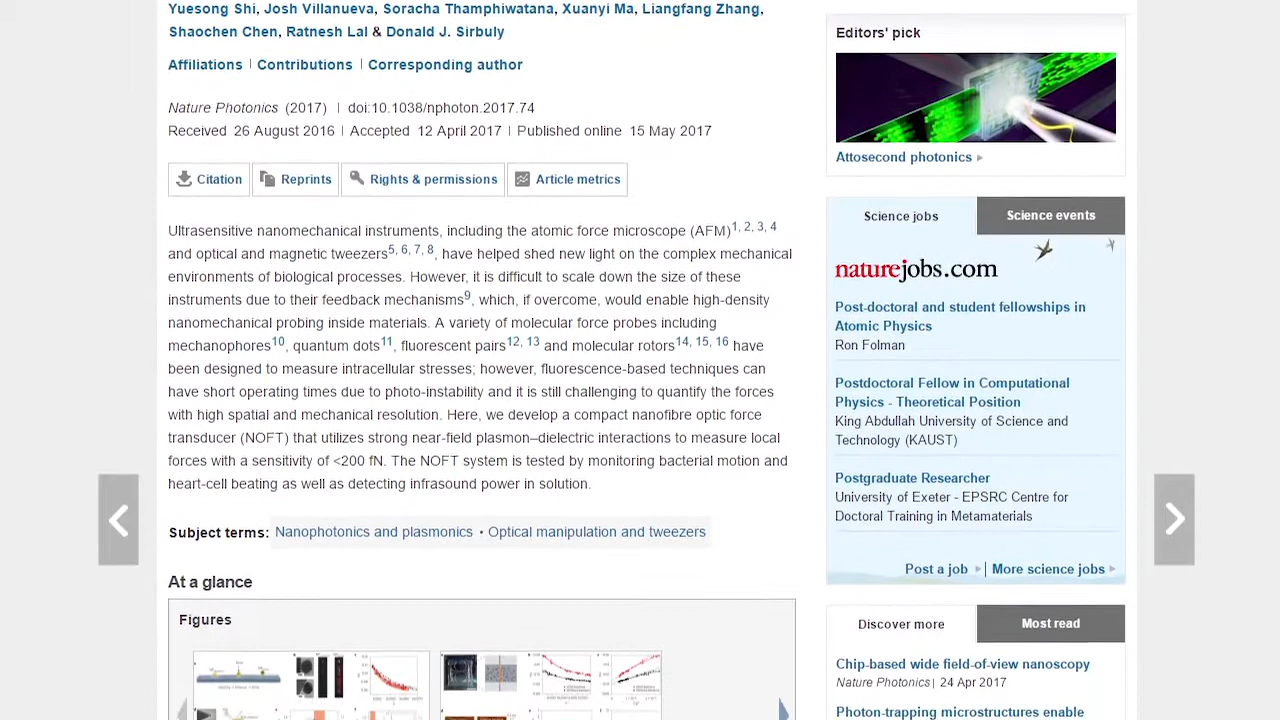 Yuesong Shi, Josh Villanueva, Soracha Thamphiwatana, Xuanyi Ma, Liangfang Zhang,
Shaochen Chen, Ratnesh Lal & Donald J. Sirbuly
Affiliations | Contributions | Corresponding author
Nature Photonics (2017) | doi:10.1038/nphoton.2017.74
Received 26 August 2016 | Accepted 12 April 2017 | Published online 15 May 2017
Citation Reprints Rights & permissions Article metrics
Ultrasensitive nanomechanical instruments, including the atomic force microscope (AFM)1, 2, 3, 4
and optical and magnetic tweezers5, 6, 7, 8, have helped shed new light on the complex mechanical
environments of biological processes. However, it is difficult to scale down the size of these
instruments due to their feedback mechanisms9, which, if overcome, would enable high-density
nanomechanical probing inside materials. A variety of molecular force probes including
mechanophores10, quantum dots11, fluorescent pairs12, 13 and molecular rotors14, 15, 16 have
been designed to measure intracellular stresses; however, fluorescence-based techniques can
have short operating times due to photo-instability and it is still challenging to quantify the forces
with high spatial and mechanical resolution. Here, we develop a compact nanofibre optic force
transducer (NOFT) that utilizes strong near-field plasmon–dielectric interactions to measure local
forces with a sensitivity of <200 fN. The NOFT system is tested by monitoring bacterial motion and
heart-cell beating as well as detecting infrasound power in solution.
Subject terms: Nanophotonics and plasmonics • Optical manipulation and tweezers
At a glance
Figures
Editors' pick
Attosecond photonics
Science jobs Science events
naturejobs.com
Post-doctoral and student fellowships in
Atomic Physics
Ron Folman
Postdoctoral Fellow in Computational
Physics - Theoretical Position
King Abdullah University of Science and
Technology (KAUST)
Postgraduate Researcher
University of Exeter - EPSRC Centre for
Doctoral Training in Metamaterials
Post a job | More science jobs
Discover more Most read
Chip-based wide field-of-view nanoscopy
Nature Photonics | 24 Apr 2017
Photon-trapping microstructures enable